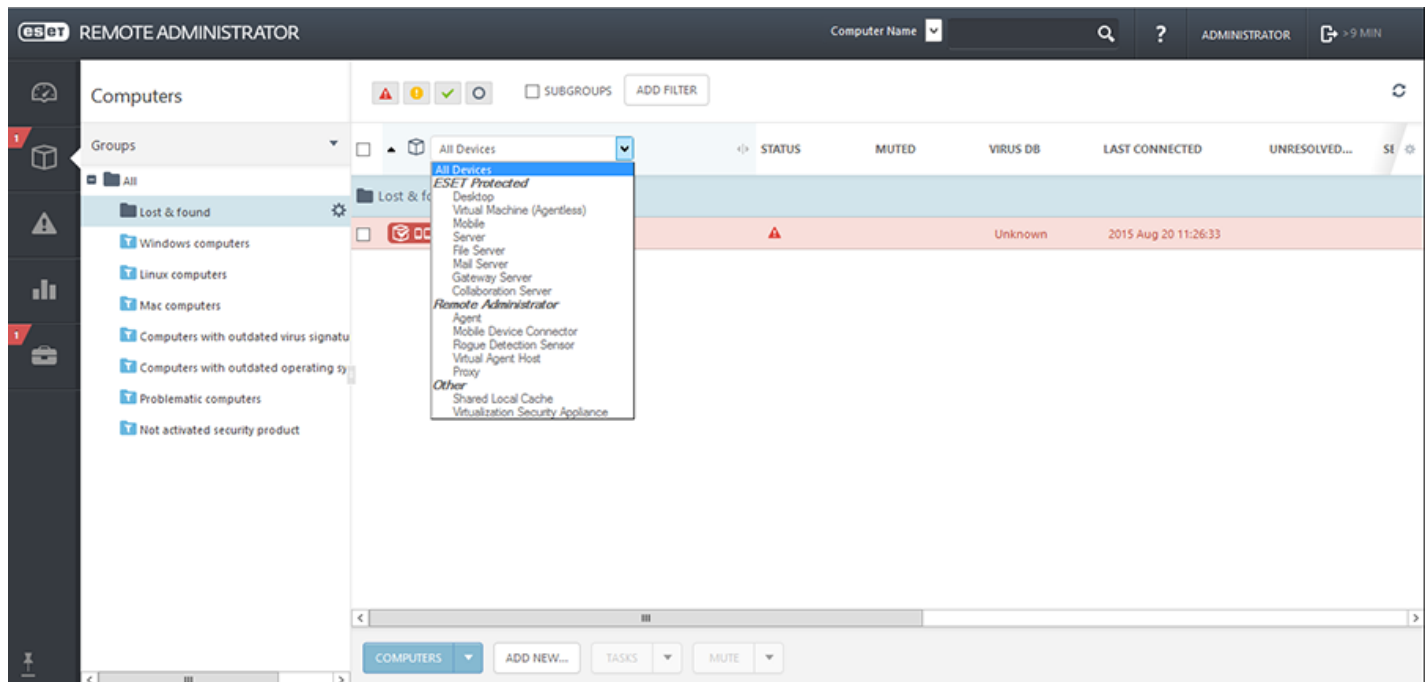 eset REMOTE ADMINISTRATOR
Computer Name
?
ADMINISTRATOR
>9 MIN
Computers
SUBGROUPS
ADD FILTER
1
Groups
All Devices
STATUS
MUTED
VIRUS DB
LAST CONNECTED
UNRESOLVED...
SE
All
Lost & found
Windows computers
Linux computers
Mac computers
Computers with outdated virus signatu
Computers with outdated operating sy
Problematic computers
Not activated security product
1
All Devices
ESET Protected
Desktop
Virtual Machine (Agentless)
Mobile
Server
File Server
Mail Server
Gateway Server
Collaboration Server
Remote Administrator
Agent
Mobile Device Connector
Rogue Detection Sensor
Virtual Agent Host
Proxy
Other
Shared Local Cache
Virtualization Security Appliance
Lost & fo
Unknown
2015 Aug 20 11:26:33
COMPUTERS
ADD NEW...
TASKS
MUTE